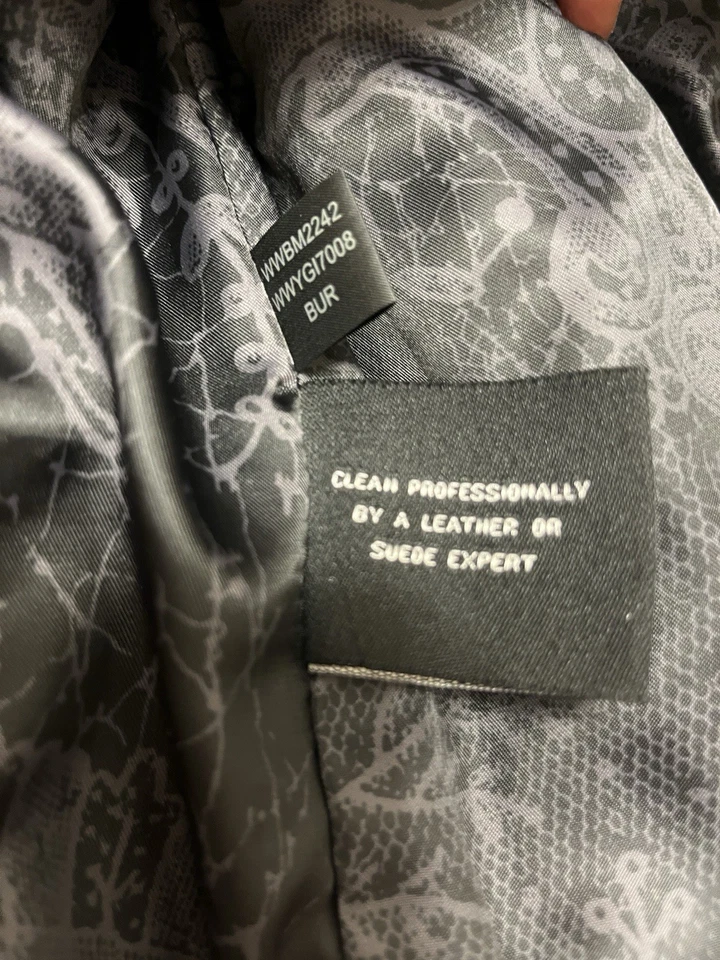 WWBM2242
WWYGI7008
BUR
CLEAN PROFESSIONALLY
BY A LEATHER OR
SUEDE EXPERT